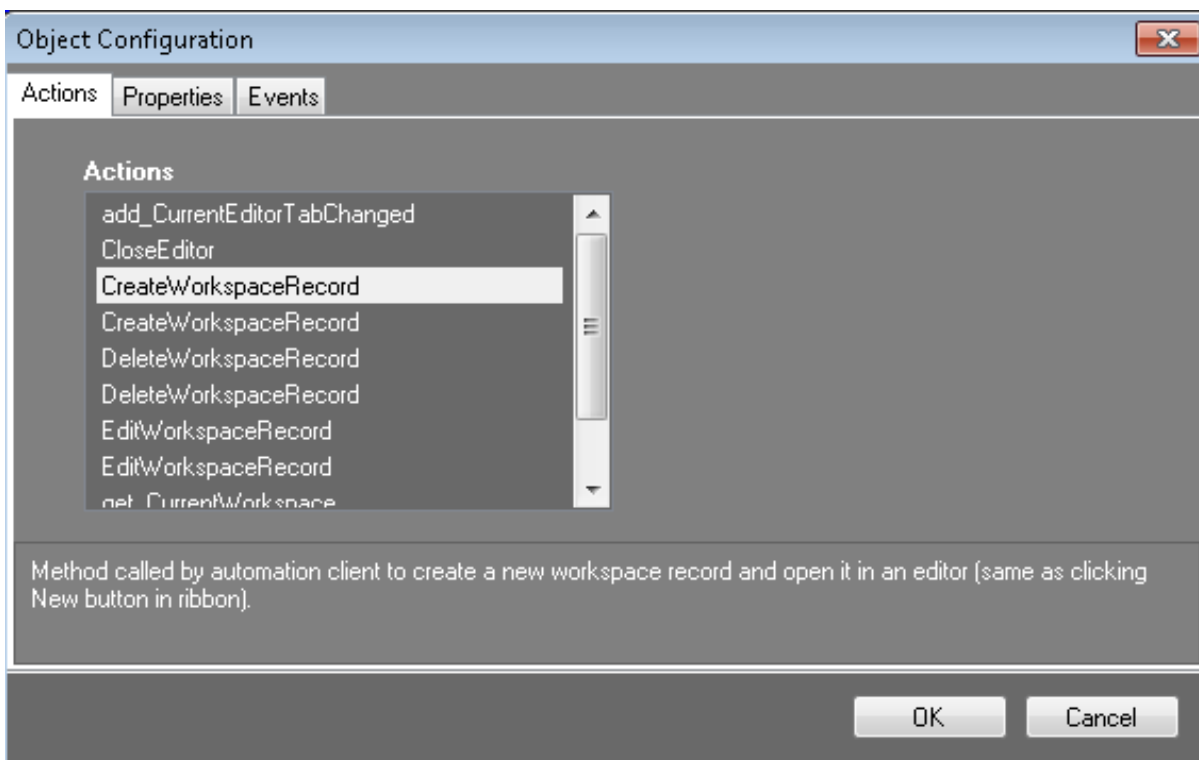 Object Configuration
Actions Properties Events
Actions
add_CurrentEditorTabChanged
CloseEditor
CreateWorkspaceRecord
CreateWorkspaceRecord
DeleteWorkspaceRecord
DeleteWorkspaceRecord
EditWorkspaceRecord
EditWorkspaceRecord
get_CurrentWorkspace
Method called by automation client to create a new workspace record and open it in an editor (same as clicking
New button in ribbon).
OK Cancel